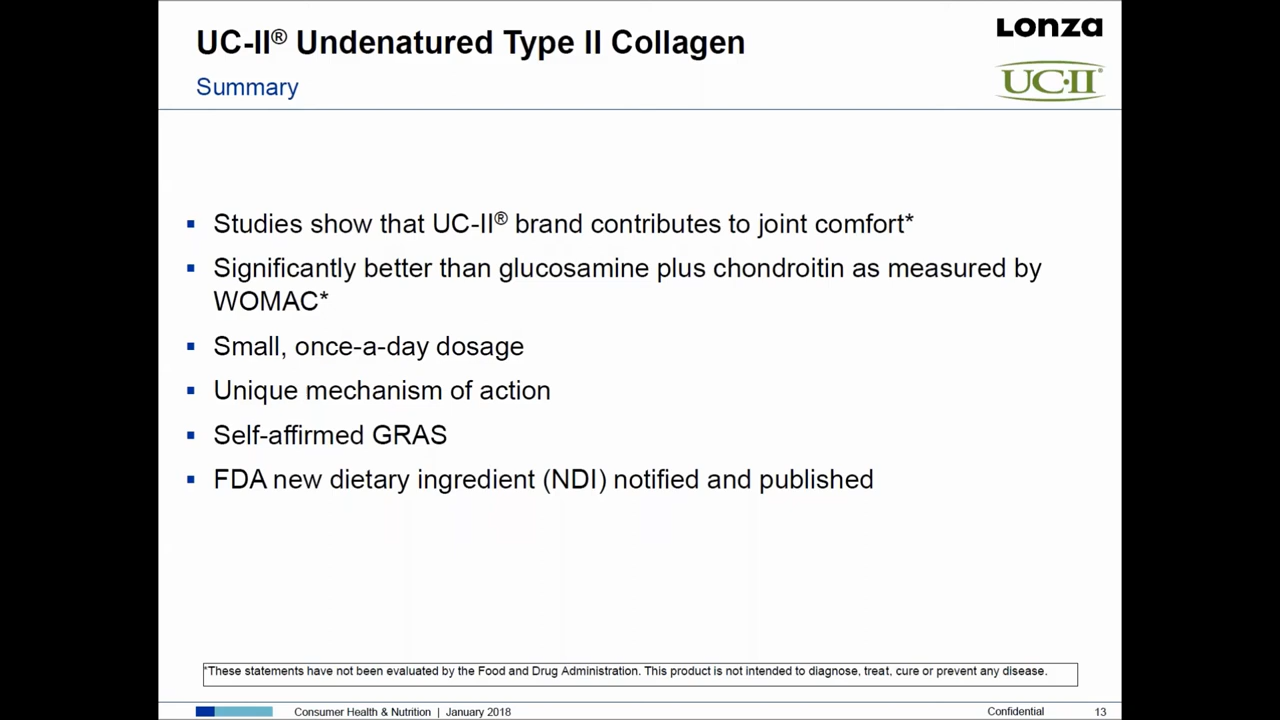 UC-II® Undenatured Type II Collagen
Lonza
Summary
UC·II®
▪ Studies show that UC-II® brand contributes to joint comfort*
▪ Significantly better than glucosamine plus chondroitin as measured by
WOMAC*
▪ Small, once-a-day dosage
▪ Unique mechanism of action
▪ Self-affirmed GRAS
▪ FDA new dietary ingredient (NDI) notified and published
*These statements have not been evaluated by the Food and Drug Administration. This product is not intended to diagnose, treat, cure or prevent any disease.
Consumer Health & Nutrition | January 2018
Confidential
13